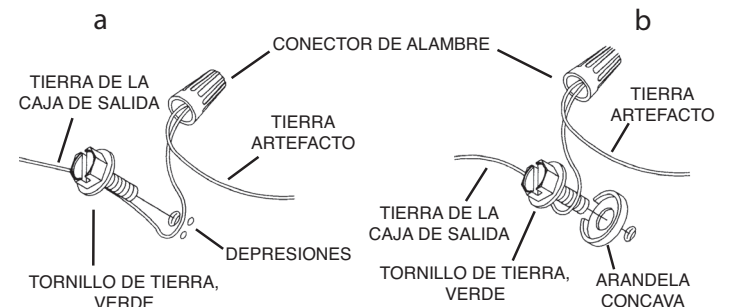 a
b
CONECTOR DE ALAMBRE
TIERRA DE LA
CAJA DE SALIDA
TIERRA
ARTEFACTO
TIERRA
ARTEFACTO
DEPRESIONES
TIERRA DE LA
CAJA DE SALIDA
TORNILLO DE TIERRA,
VERDE
TORNILLO DE TIERRA,
VERDE
ARANDELA
CONCAVA